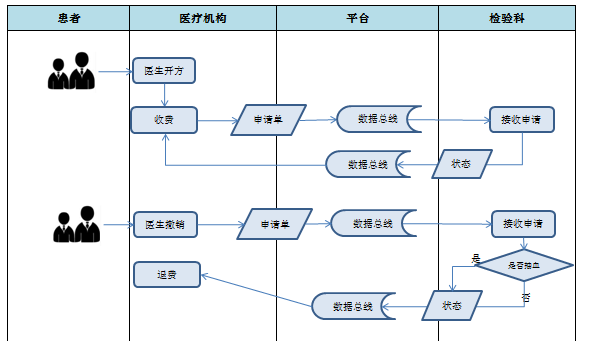 患者 医疗机构 平台 检验科
医生开方
收费 申请单 数据总线 接收申请
数据总线 状态
医生撤销 申请单 数据总线 接收申请
是 是否抽血
退费
数据总线 状态 否